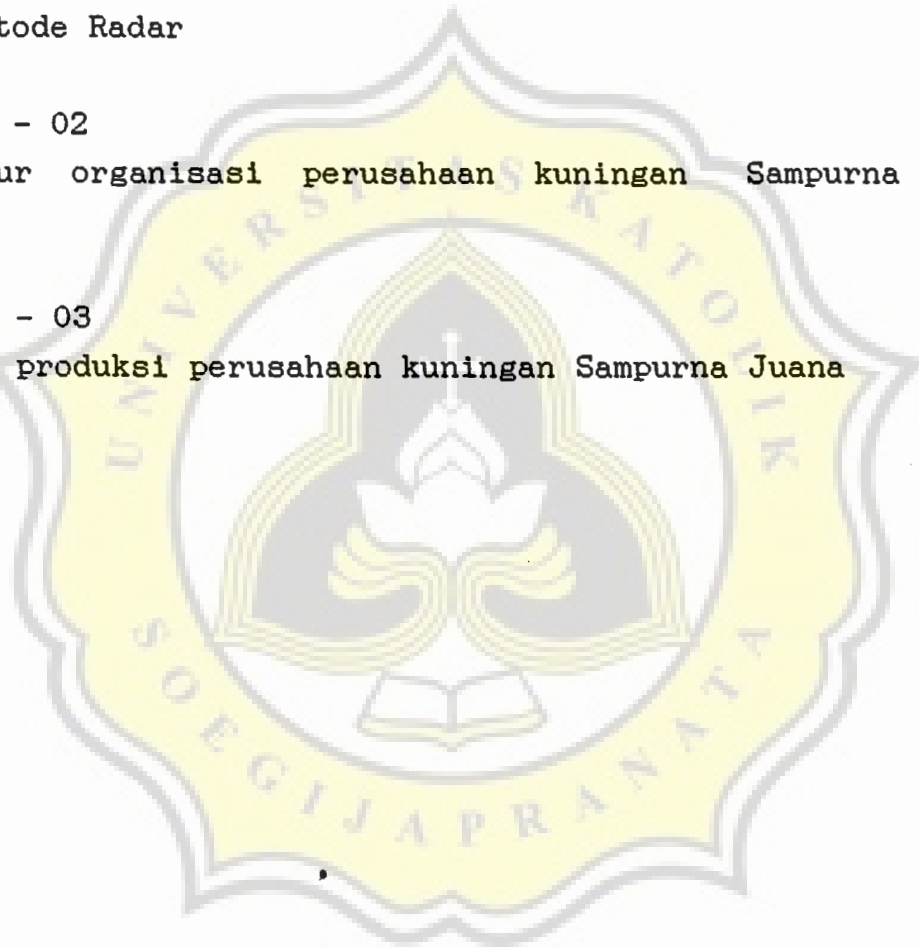 tode Radar
- 02
ur organisasi perusahaan kuningan Sampurna
- 03
produksi perusahaan kuningan Sampurna Juana
UNIVERSITAS KATOLIK
SOEGIJAPRANATA